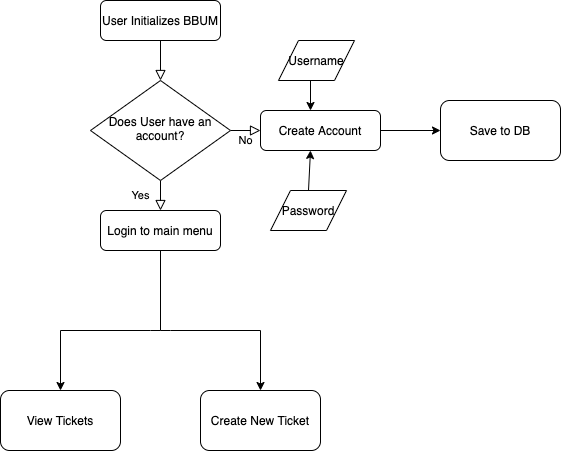 User Initializes BBUM
Username
Does User have an
account?
Create Account
Save to DB
No
Yes
Password
Login to main menu
View Tickets
Create New Ticket